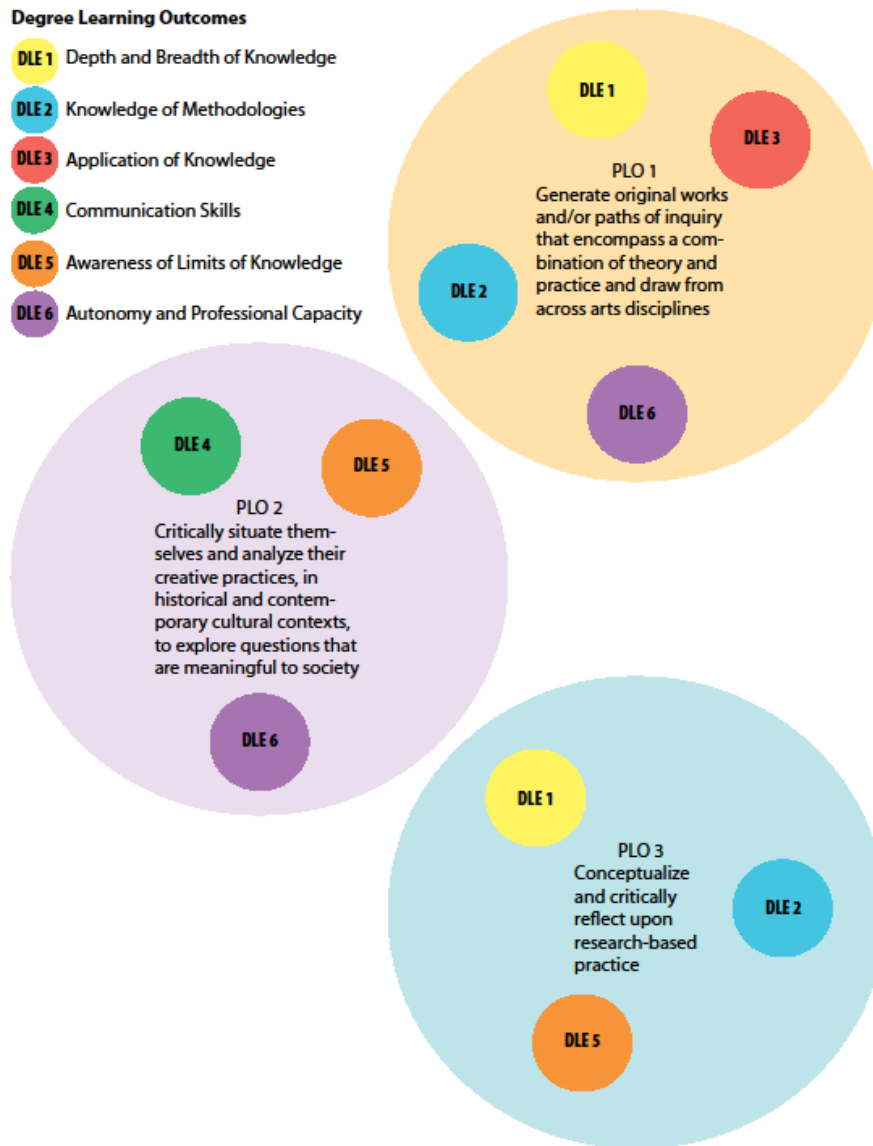 Degree Learning Outcomes
DLE 1 Depth and Breadth of Knowledge
DLE 2 Knowledge of Methodologies
DLE 3 Application of Knowledge
DLE 4 Communication Skills
DLE 5 Awareness of Limits of Knowledge
DLE 6 Autonomy and Professional Capacity
DLE 1
DLE 3
PLO 1
Generate original works
and/or paths of inquiry
that encompass a com-
bination of theory and
practice and draw from
across arts disciplines
DLE 2
DLE 6
DLE 4
DLE 5
PLO 2
Critically situate them-
selves and analyze their
creative practices, in
historical and contem-
porary cultural contexts,
to explore questions that
are meaningful to society
DLE 6
DLE 1
PLO 3
Conceptualize
and critically
reflect upon
research-based
practice
DLE 2
DLE 5